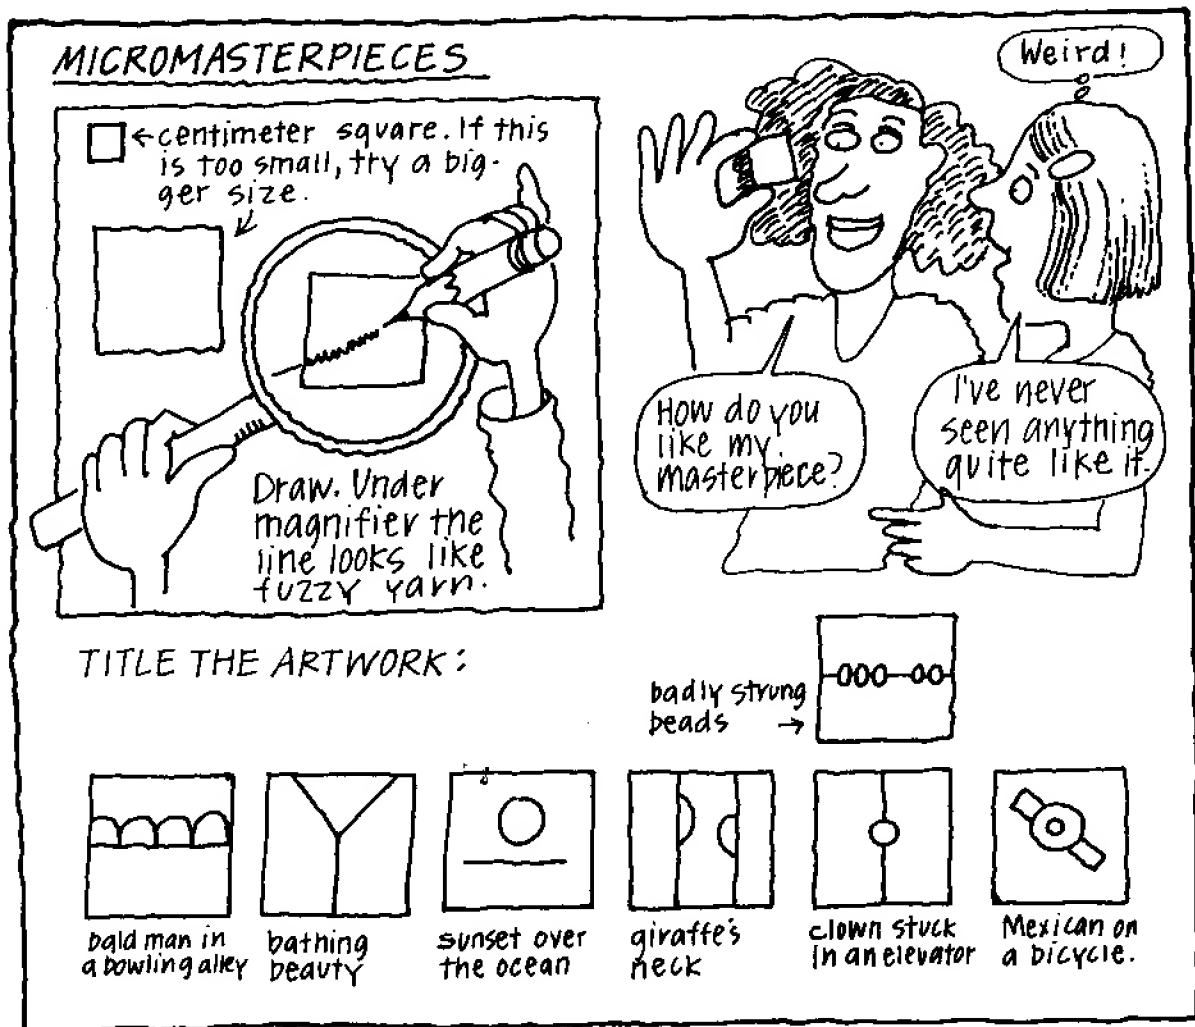 MICROMASTERPIECES
←centimeter square. If this
is too small, try a big-
ger size.
Draw. Under
magnifier the
line looks like
fuzzy yarn.
Weird!
How do you
like my
masterpiece?
I've never
seen anything
quite like it.
TITLE THE ARTWORK:
badly strung
beads →
bald man in
a bowling alley
bathing
beauty
sunset over
the ocean
giraffe's
neck
clown stuck
in an elevator
Mexican on
a bicycle.